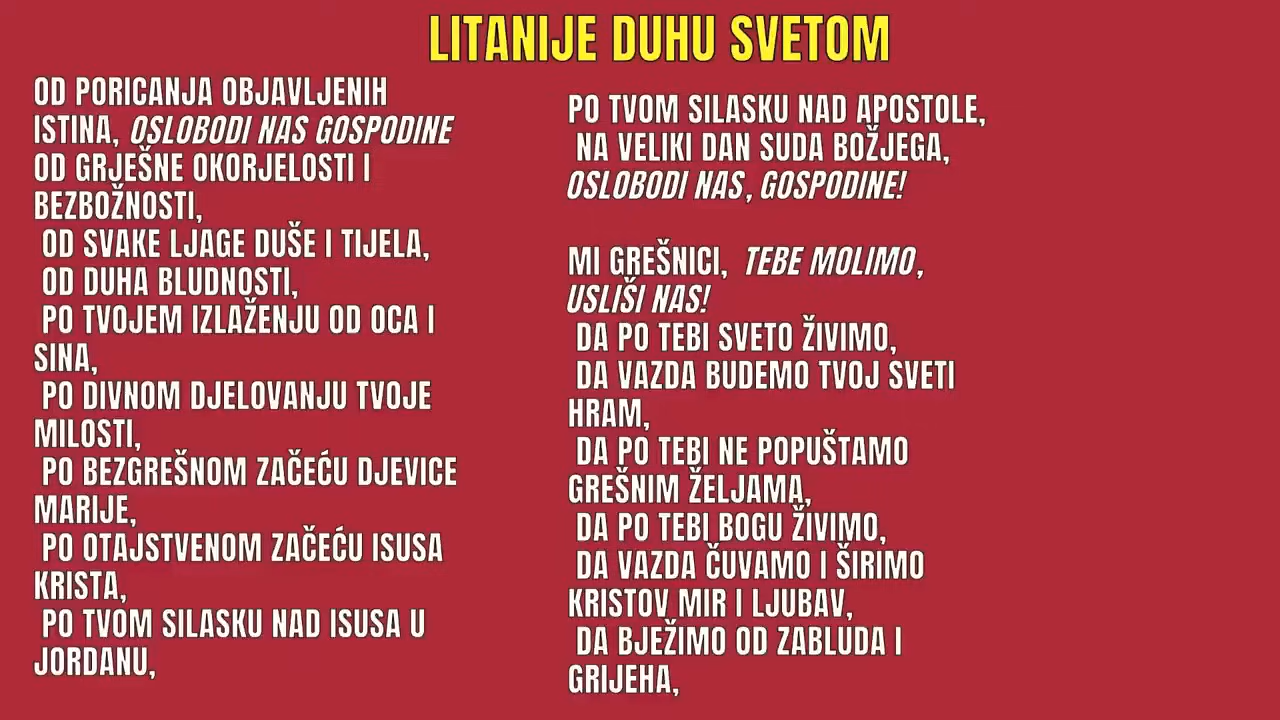 LITANIJE DUHU SVETOM
OD PORICANJA OBJAVLJENIH
ISTINA, OSLOBODI NAS GOSPODINE
OD GRJEŠNE OKORJELOSTI I
BEZBOŽNOSTI,
OD SVAKE LJAGE DUŠE I TIJELA,
OD DUHA BLUDNOSTI,
PO TVOJEM IZLAŽENJU OD OCA I
SINA,
PO DIVNOM DJELOVANJU TVOJE
MILOSTI,
PO BEZGREŠNOM ZAČEĆU DJEVICE
MARIJE,
PO OTAJSTVENOM ZAČEĆU ISUSA
KRISTA,
PO TVOM SILASKU NAD ISUSA U
JORDANU,
PO TVOM SILASKU NAD APOSTOLE,
NA VELIKI DAN SUDA BOŽJEGA,
OSLOBODI NAS, GOSPODINE!
MI GREŠNICI, TEBE MOLIMO,
USLIŠI NAS!
DA PO TEBI SVETO ŽIVIMO,
DA VAZDA BUDEMO TVOJ SVETI
HRAM,
DA PO TEBI NE POPUŠTAMO
GREŠNIM ŽELJAMA,
DA PO TEBI BOGU ŽIVIMO,
DA VAZDA ČUVAMO I ŠIRIMO
KRISTOV MIR I LJUBAV,
DA BJEŽIMO OD ZABLUDA I
GRIJEHA,